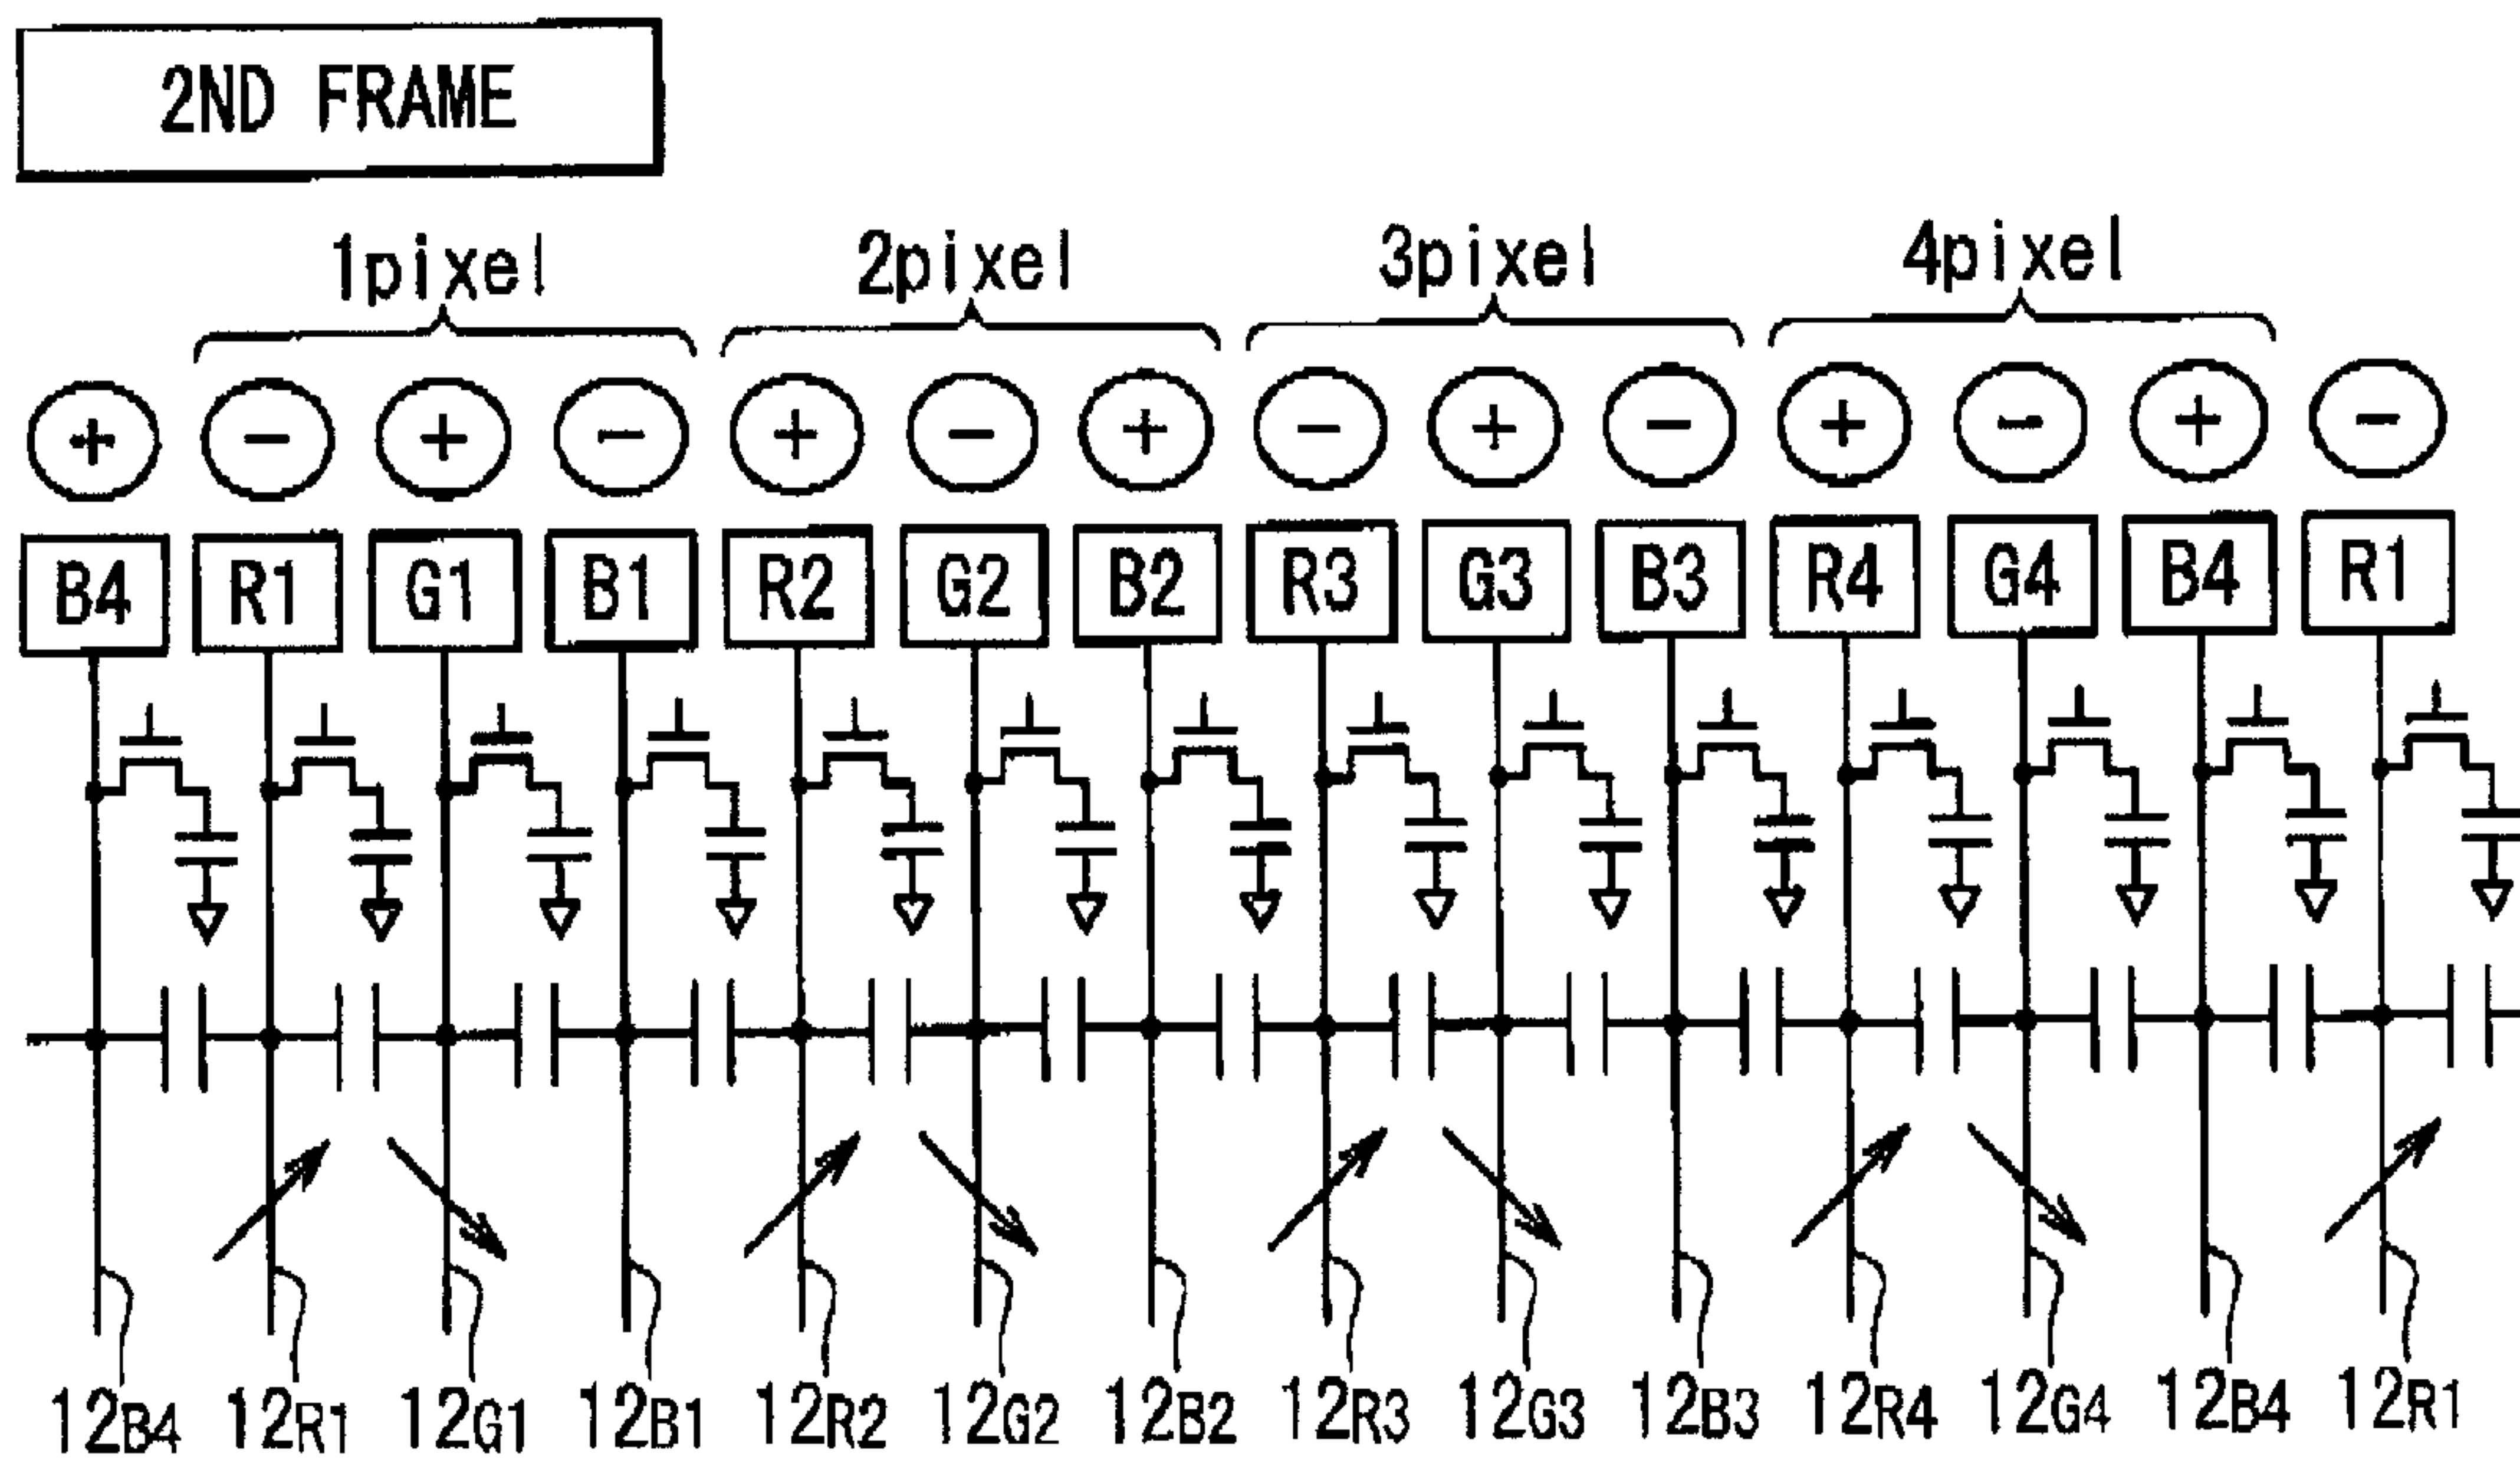 2ND FRAME
1pixel 2pixel 3pixel 4pixel
+ − + − + − + − + − + − + −
B4 R1 G1 B1 R2 G2 B2 R3 G3 B3 R4 G4 B4 R1
12B4 12R1 12G1 12B1 12R2 12G2 12B2 12R3 12G3 12B3 12R4 12G4 12B4 12R1